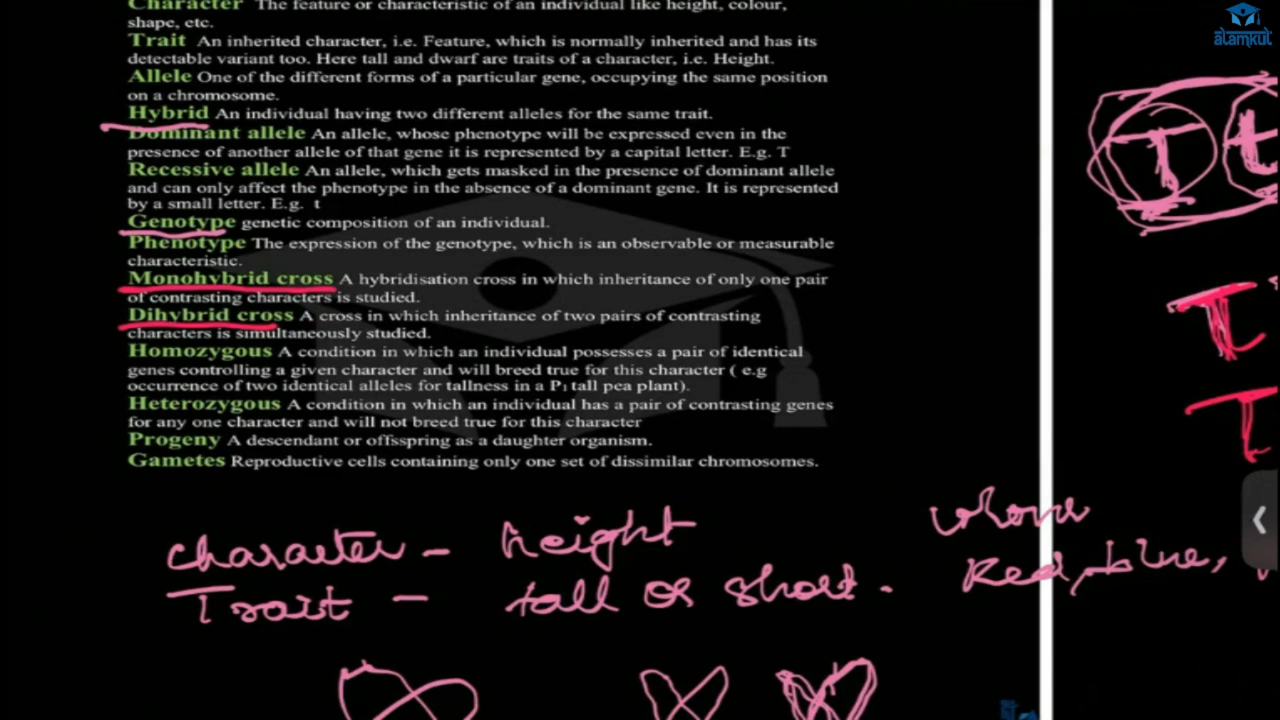 Character The feature or characteristic of an individual like height, colour,
shape, etc.
Trait An inherited character, i.e. Feature, which is normally inherited and has its
detectable variant too. Here tall and dwarf are traits of a character, i.e. Height.
Allele One of the different forms of a particular gene, occupying the same position
on a chromosome.
Hybrid An individual having two different alleles for the same trait.
Dominant allele An allele, whose phenotype will be expressed even in the
presence of another allele of that gene it is represented by a capital letter. E.g. T
Recessive allele An allele, which gets masked in the presence of dominant allele
and can only affect the phenotype in the absence of a dominant gene. It is represented
by a small letter. E.g. t
Genotype genetic composition of an individual.
Phenotype The expression of the genotype, which is an observable or measurable
characteristic.
Monohybrid cross A hybridisation cross in which inheritance of only one pair
of contrasting characters is studied.
Dihybrid cross A cross in which inheritance of two pairs of contrasting
characters is simultaneously studied.
Homozygous A condition in which an individual possesses a pair of identical
genes controlling a given character and will breed true for this character ( e.g
occurrence of two identical alleles for tallness in a P₁ tall pea plant).
Heterozygous A condition in which an individual has a pair of contrasting genes
for any one character and will not breed true for this character
Progeny A descendant or offsspring as a daughter organism.
Gametes Reproductive cells containing only one set of dissimilar chromosomes.
character - height
Trait - tall or short.
Red, blue,
alamkul
T t
T
T